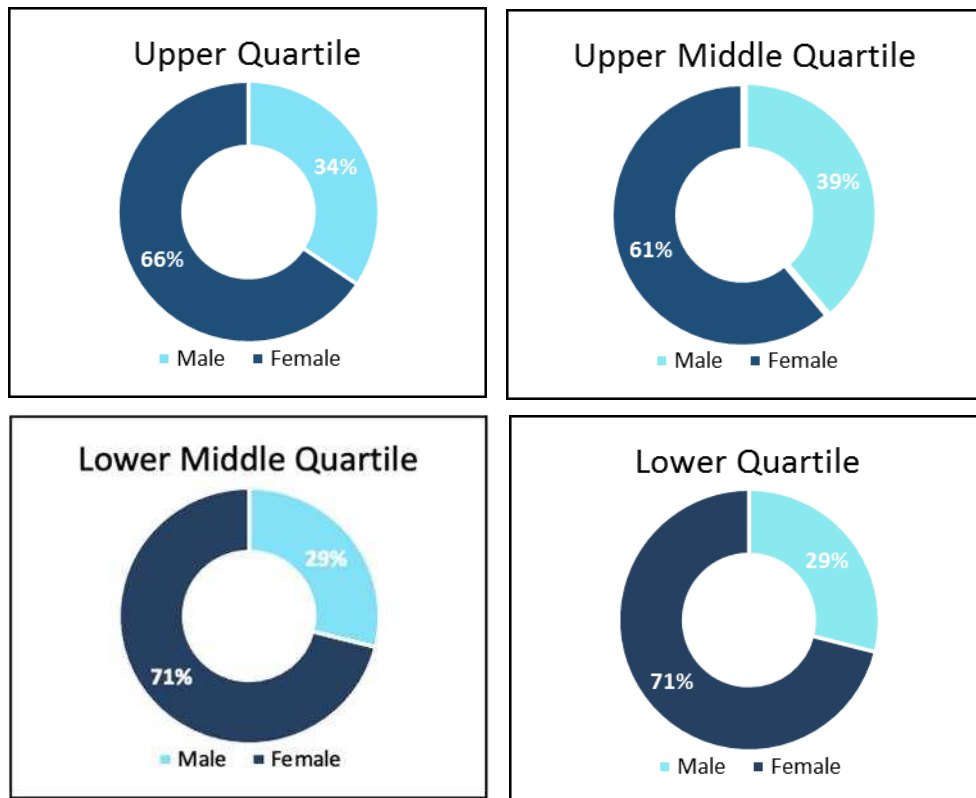 Upper Quartile
34%
66%
Male Female
Upper Middle Quartile
39%
61%
Male Female
Lower Middle Quartile
29%
71%
Male Female
Lower Quartile
29%
71%
Male Female